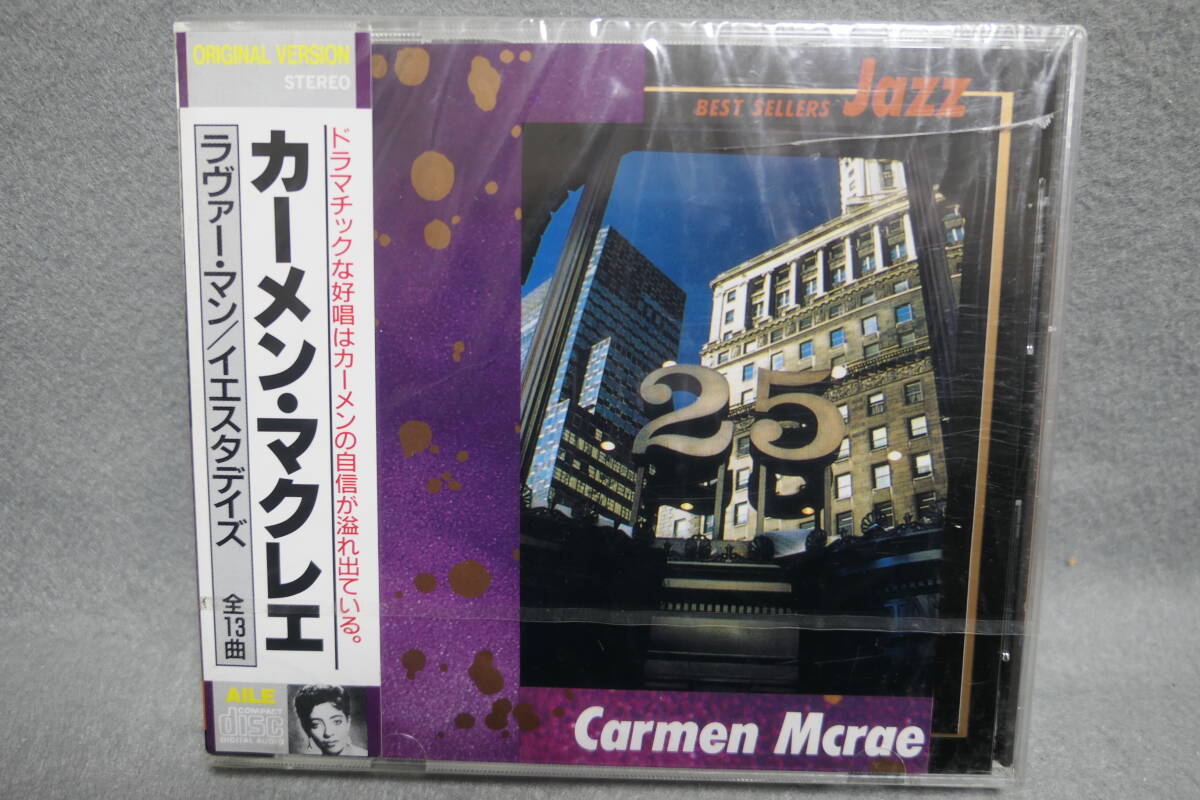 ORIGINAL VERSION
STEREO
ドラマチックな好唱はカーメンの自信が溢れ出ている。
カーメン・マクレエ
ラヴァー・マン/イエスタデイズ 全13曲
AILE
COMPACT
disc
DIGITAL AUDIO
BEST SELLERS Jazz
25
Carmen Mcrae